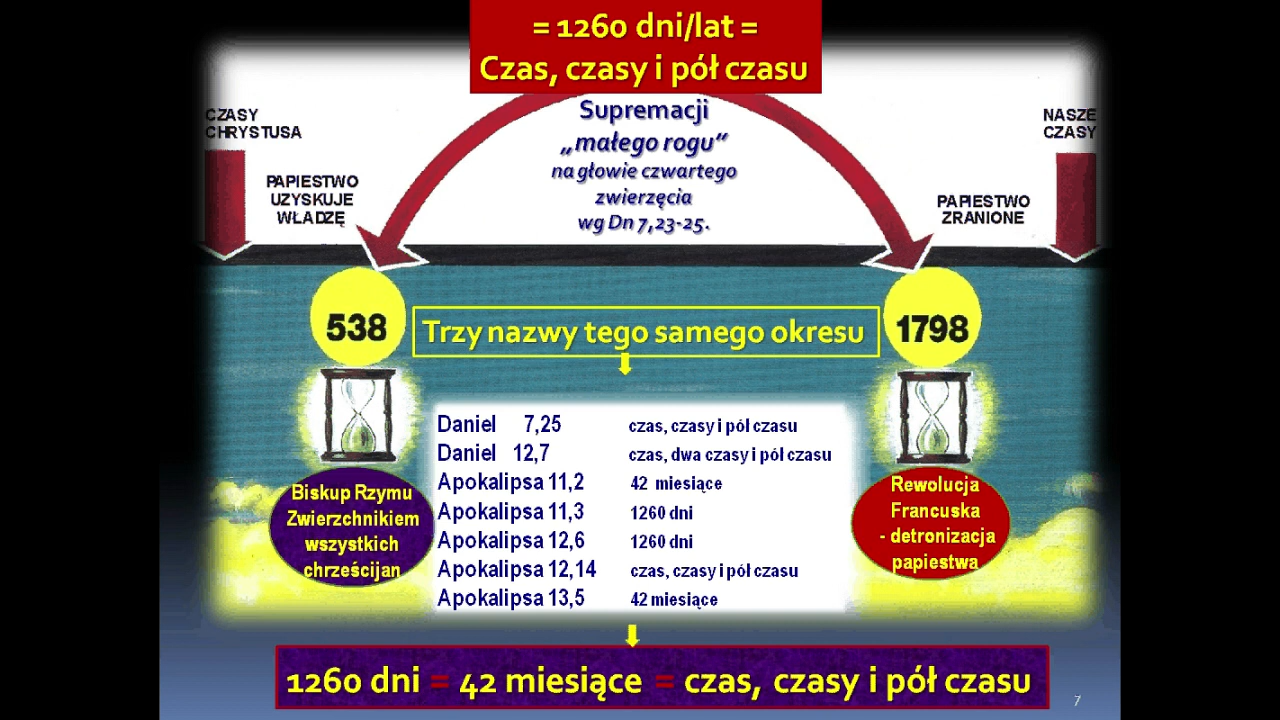 = 1260 dni/lat =
Czas, czasy i pół czasu
CZASY
CHRYSTUSA
NASZE
CZASY
Supremacji
„małego rogu”
na głowie czwartego
zwierzęcia
wg Dn 7,23-25.
PAPIESTWO
UZYSKUJE
WŁADZĘ
PAPIESTWO
ZRANIONE
538
Trzy nazwy tego samego okresu
1798
Daniel 7,25 czas, czasy i pół czasu
Daniel 12,7 czas, dwa czasy i pół czasu
Apokalipsa 11,2 42 miesiące
Apokalipsa 11,3 1260 dni
Apokalipsa 12,6 1260 dni
Apokalipsa 12,14 czas, czasy i pół czasu
Apokalipsa 13,5 42 miesiące
Biskup Rzymu
Zwierzchnikiem
wszystkich
chrześcijan
Rewolucja
Francuska
- detronizacja
papiestwa
1260 dni = 42 miesiące = czas, czasy i pół czasu
7